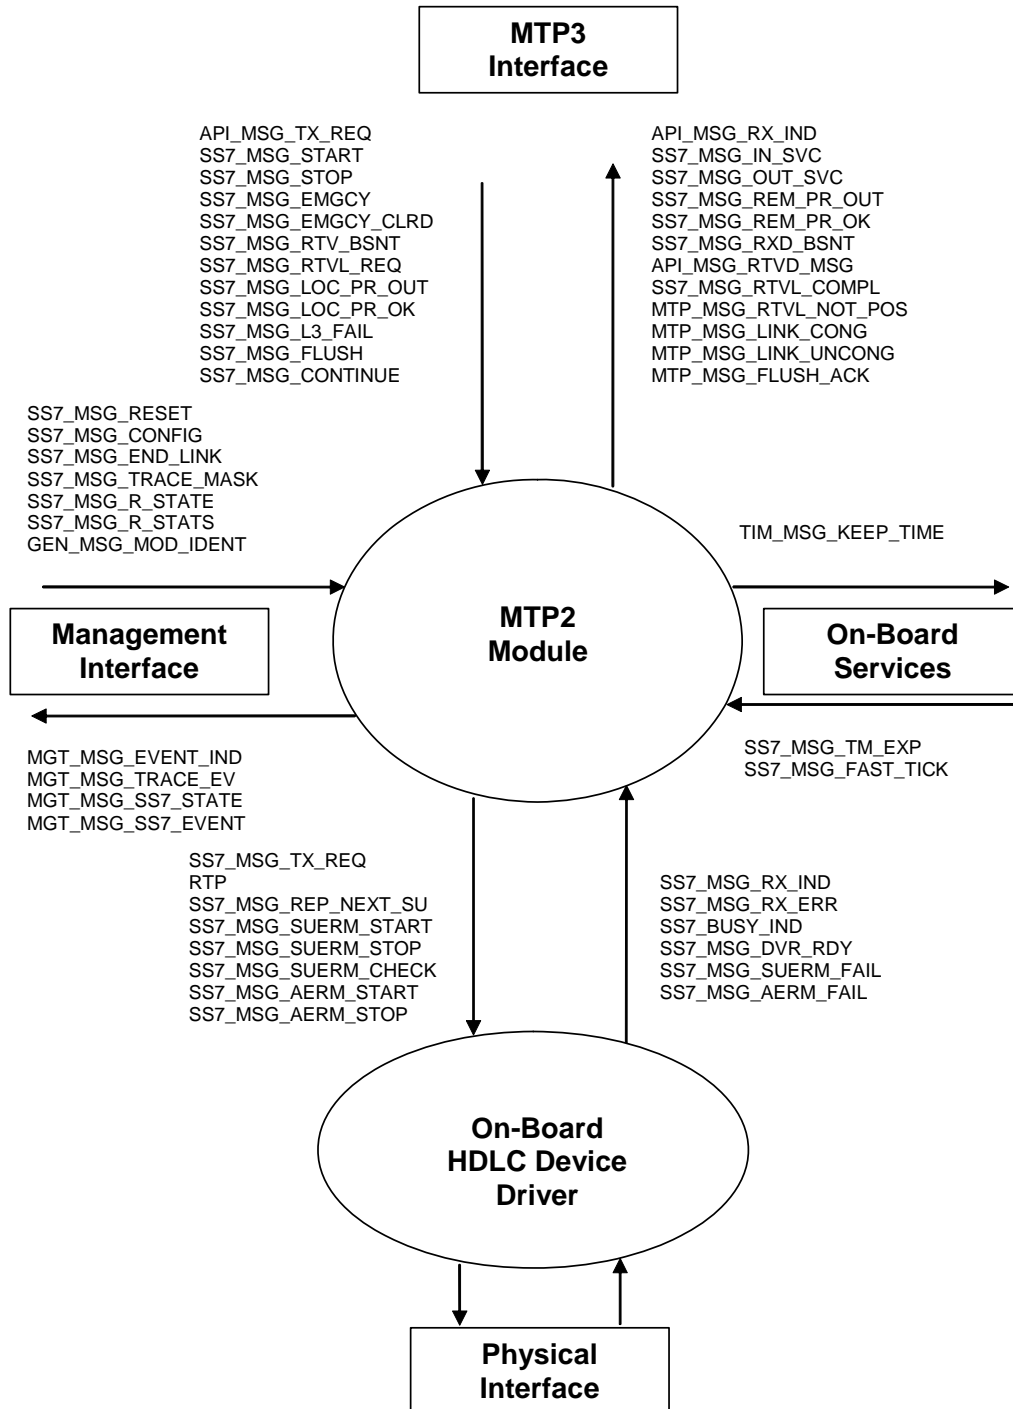 MTP3
Interface
API_MSG_TX_REQ
SS7_MSG_START
SS7_MSG_STOP
SS7_MSG_EMGCY
SS7_MSG_EMGCY_CLRD
SS7_MSG_RTV_BSNT
SS7_MSG_RTVL_REQ
SS7_MSG_LOC_PR_OUT
SS7_MSG_LOC_PR_OK
SS7_MSG_L3_FAIL
SS7_MSG_FLUSH
SS7_MSG_CONTINUE
API_MSG_RX_IND
SS7_MSG_IN_SVC
SS7_MSG_OUT_SVC
SS7_MSG_REM_PR_OUT
SS7_MSG_REM_PR_OK
SS7_MSG_RXD_BSNT
API_MSG_RTVD_MSG
SS7_MSG_RTVL_COMPL
MTP_MSG_RTVL_NOT_POS
MTP_MSG_LINK_CONG
MTP_MSG_LINK_UNCONG
MTP_MSG_FLUSH_ACK
SS7_MSG_RESET
SS7_MSG_CONFIG
SS7_MSG_END_LINK
SS7_MSG_TRACE_MASK
SS7_MSG_R_STATE
SS7_MSG_R_STATS
GEN_MSG_MOD_IDENT
TIM_MSG_KEEP_TIME
Management
Interface
MTP2
Module
On-Board
Services
MGT_MSG_EVENT_IND
MGT_MSG_TRACE_EV
MGT_MSG_SS7_STATE
MGT_MSG_SS7_EVENT
SS7_MSG_TM_EXP
SS7_MSG_FAST_TICK
SS7_MSG_TX_REQ
RTP
SS7_MSG_REP_NEXT_SU
SS7_MSG_SUERM_START
SS7_MSG_SUERM_STOP
SS7_MSG_SUERM_CHECK
SS7_MSG_AERM_START
SS7_MSG_AERM_STOP
SS7_MSG_RX_IND
SS7_MSG_RX_ERR
SS7_BUSY_IND
SS7_MSG_DVR_RDY
SS7_MSG_SUERM_FAIL
SS7_MSG_AERM_FAIL
On-Board
HDLC Device
Driver
Physical
Interface